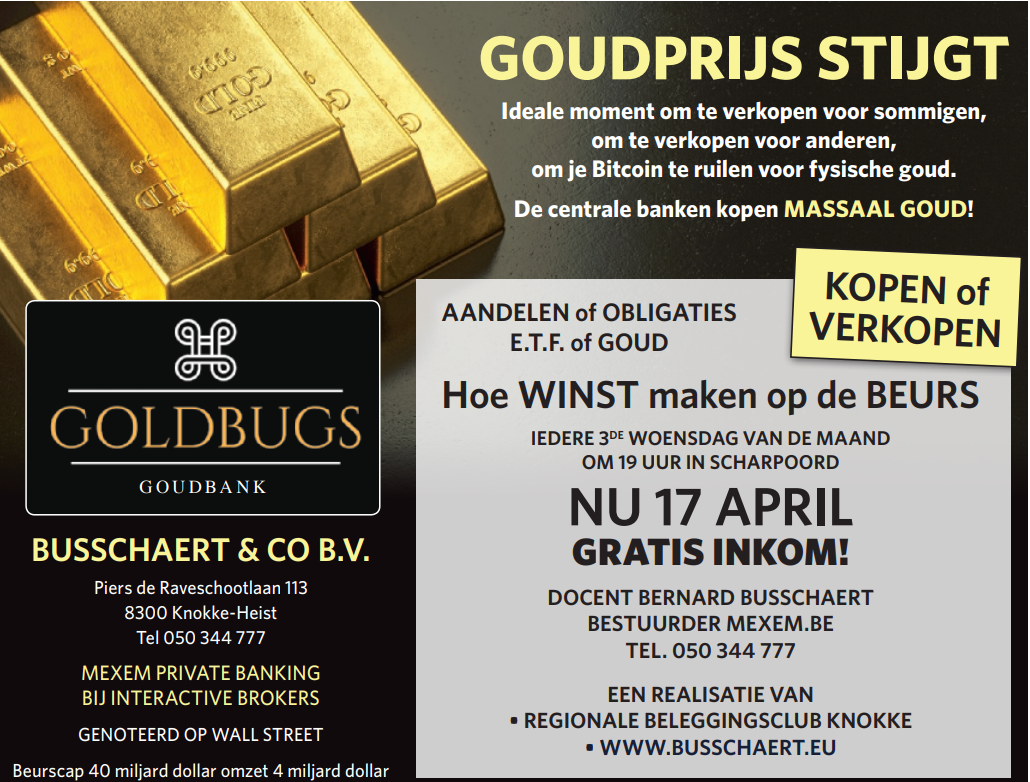 GOUDPRIJS STIJGT
Ideale moment om te verkopen voor sommigen,
om te verkopen voor anderen,
om je Bitcoin te ruilen voor fysische goud.
De centrale banken kopen MASSAAL GOUD!
KOPEN of
VERKOPEN
999.9
GOLD
GOLDBUGS
GOUDBANK
BUSSCHAERT & CO B.V.
Piers de Raveschootlaan 113
8300 Knokke-Heist
Tel 050 344 777
MEXEM PRIVATE BANKING
BIJ INTERACTIVE BROKERS
GENOTEERD OP WALL STREET
Beurscap 40 miljard dollar omzet 4 miljard dollar
AANDELEN of OBLIGATIES
E.T.F. of GOUD
Hoe WINST maken op de BEURS
IEDERE 3DE WOENSDAG VAN DE MAAND
OM 19 UUR IN SCHARPOORD
NU 17 APRIL
GRATIS INKOM!
DOCENT BERNARD BUSSCHAERT
BESTUURDER MEXEM.BE
TEL. 050 344 777
EEN REALISATIE VAN
• REGIONALE BELEGGINGSCLUB KNOKKE
• WWW.BUSSCHAERT.EU